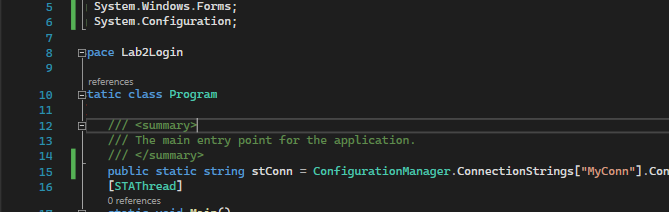 5 System.Windows.Forms;
6 System.Configuration;
7
8 pace Lab2Login
9
references
10 tatic class Program
11
12 /// <summary>
13 /// The main entry point for the application.
14 /// </summary>
15 public static string stConn = ConfigurationManager.ConnectionStrings["MyConn"].Con
16 [STAThread]
0 references
static void Main()